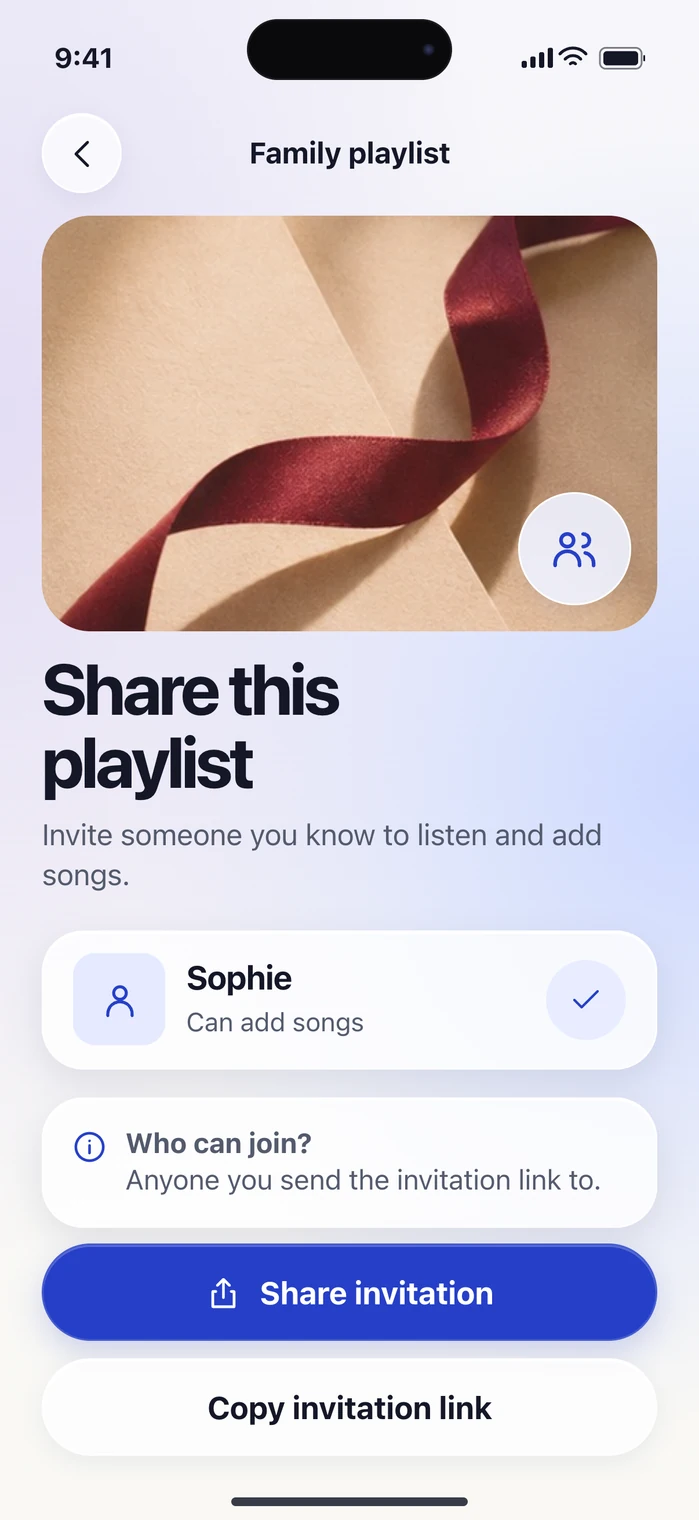 9:41
Family playlist
Share this
playlist
Invite someone you know to listen and add
songs.
Sophie
Can add songs
Who can join?
Anyone you send the invitation link to.
Share invitation
Copy invitation link